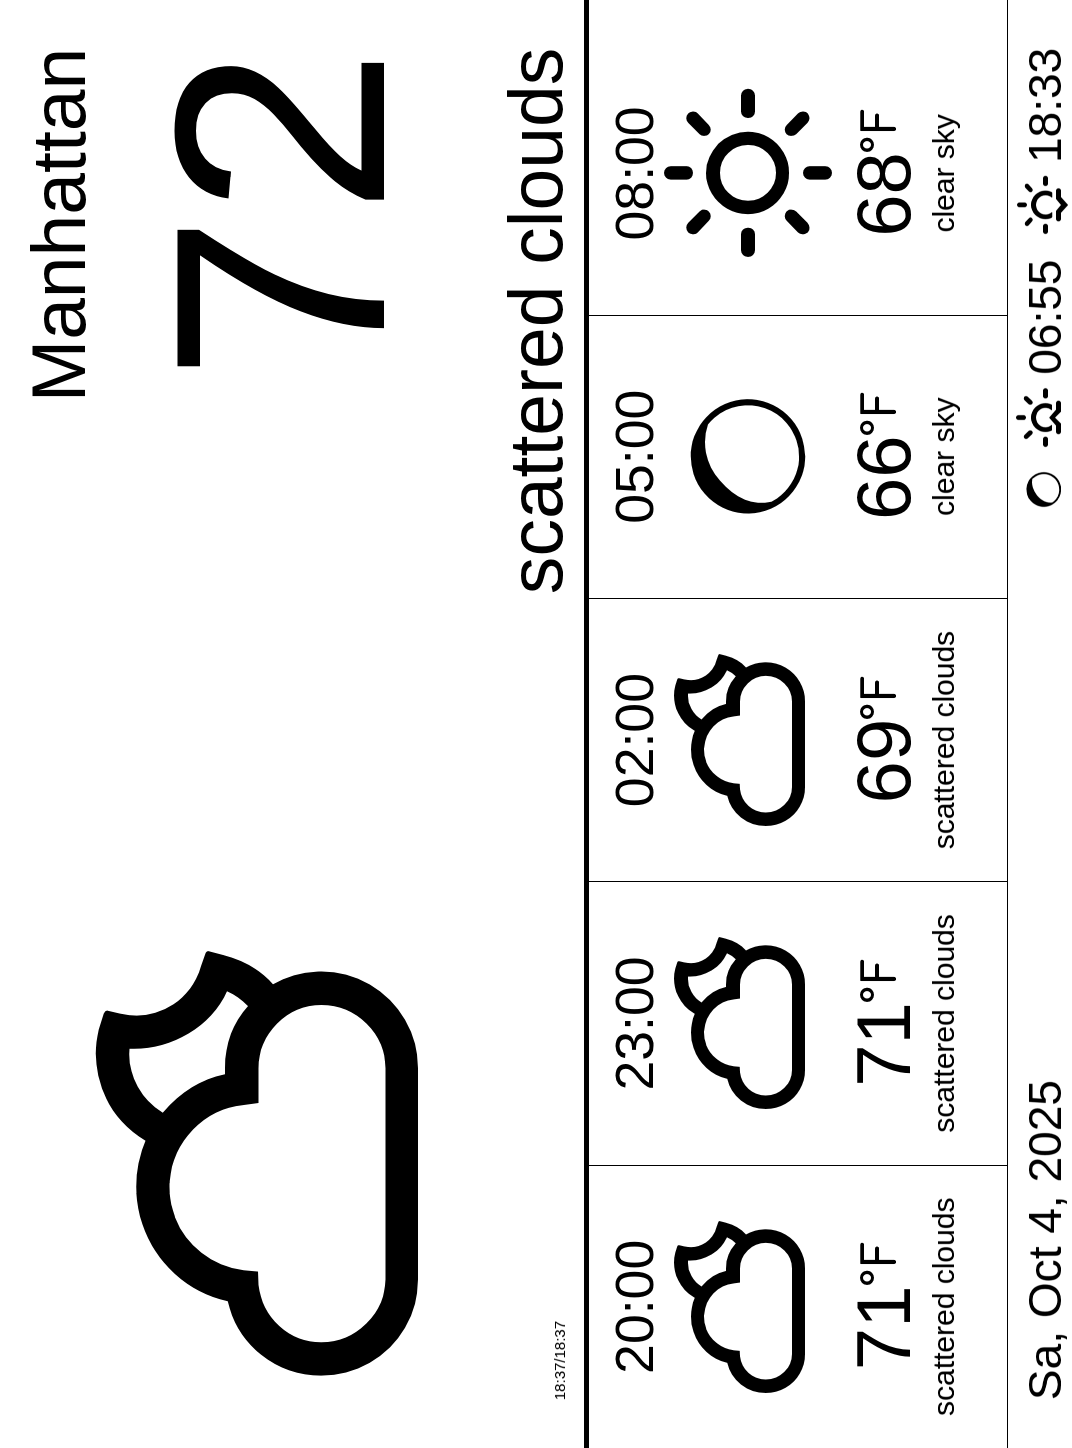 Manhattan
72
scattered clouds
18:37/18:37
20:00
71°F
scattered clouds
23:00
71°F
scattered clouds
02:00
69°F
scattered clouds
05:00
66°F
clear sky
08:00
68°F
clear sky
Sa, Oct 4, 2025
06:55
18:33